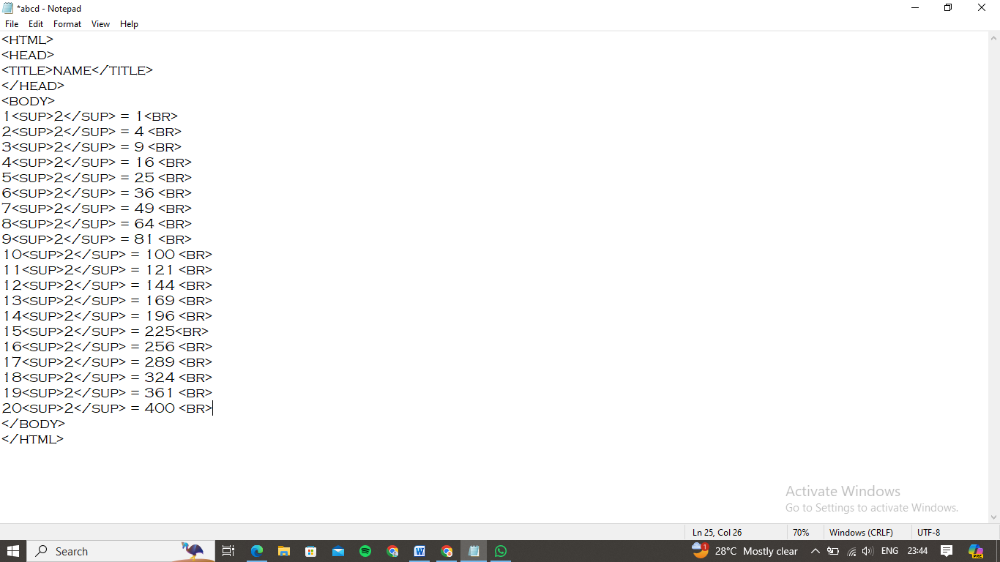 *abcd - Notepad
File Edit Format View Help
<HTML>
<HEAD>
<TITLE>NAME</TITLE>
</HEAD>
<BODY>
1<SUP>2</SUP> = 1<BR>
2<SUP>2</SUP> = 4 <BR>
3<SUP>2</SUP> = 9 <BR>
4<SUP>2</SUP> = 16 <BR>
5<SUP>2</SUP> = 25 <BR>
6<SUP>2</SUP> = 36 <BR>
7<SUP>2</SUP> = 49 <BR>
8<SUP>2</SUP> = 64 <BR>
9<SUP>2</SUP> = 81 <BR>
10<SUP>2</SUP> = 100 <BR>
11<SUP>2</SUP> = 121 <BR>
12<SUP>2</SUP> = 144 <BR>
13<SUP>2</SUP> = 169 <BR>
14<SUP>2</SUP> = 196 <BR>
15<SUP>2</SUP> = 225<BR>
16<SUP>2</SUP> = 256 <BR>
17<SUP>2</SUP> = 289 <BR>
18<SUP>2</SUP> = 324 <BR>
19<SUP>2</SUP> = 361 <BR>
20<SUP>2</SUP> = 400 <BR>
</BODY>
</HTML>
Activate Windows
Go to Settings to activate Windows.
Ln 25, Col 26 70% Windows (CRLF) UTF-8
Search W 1 28°C Mostly clear ENG 23:44 PRE